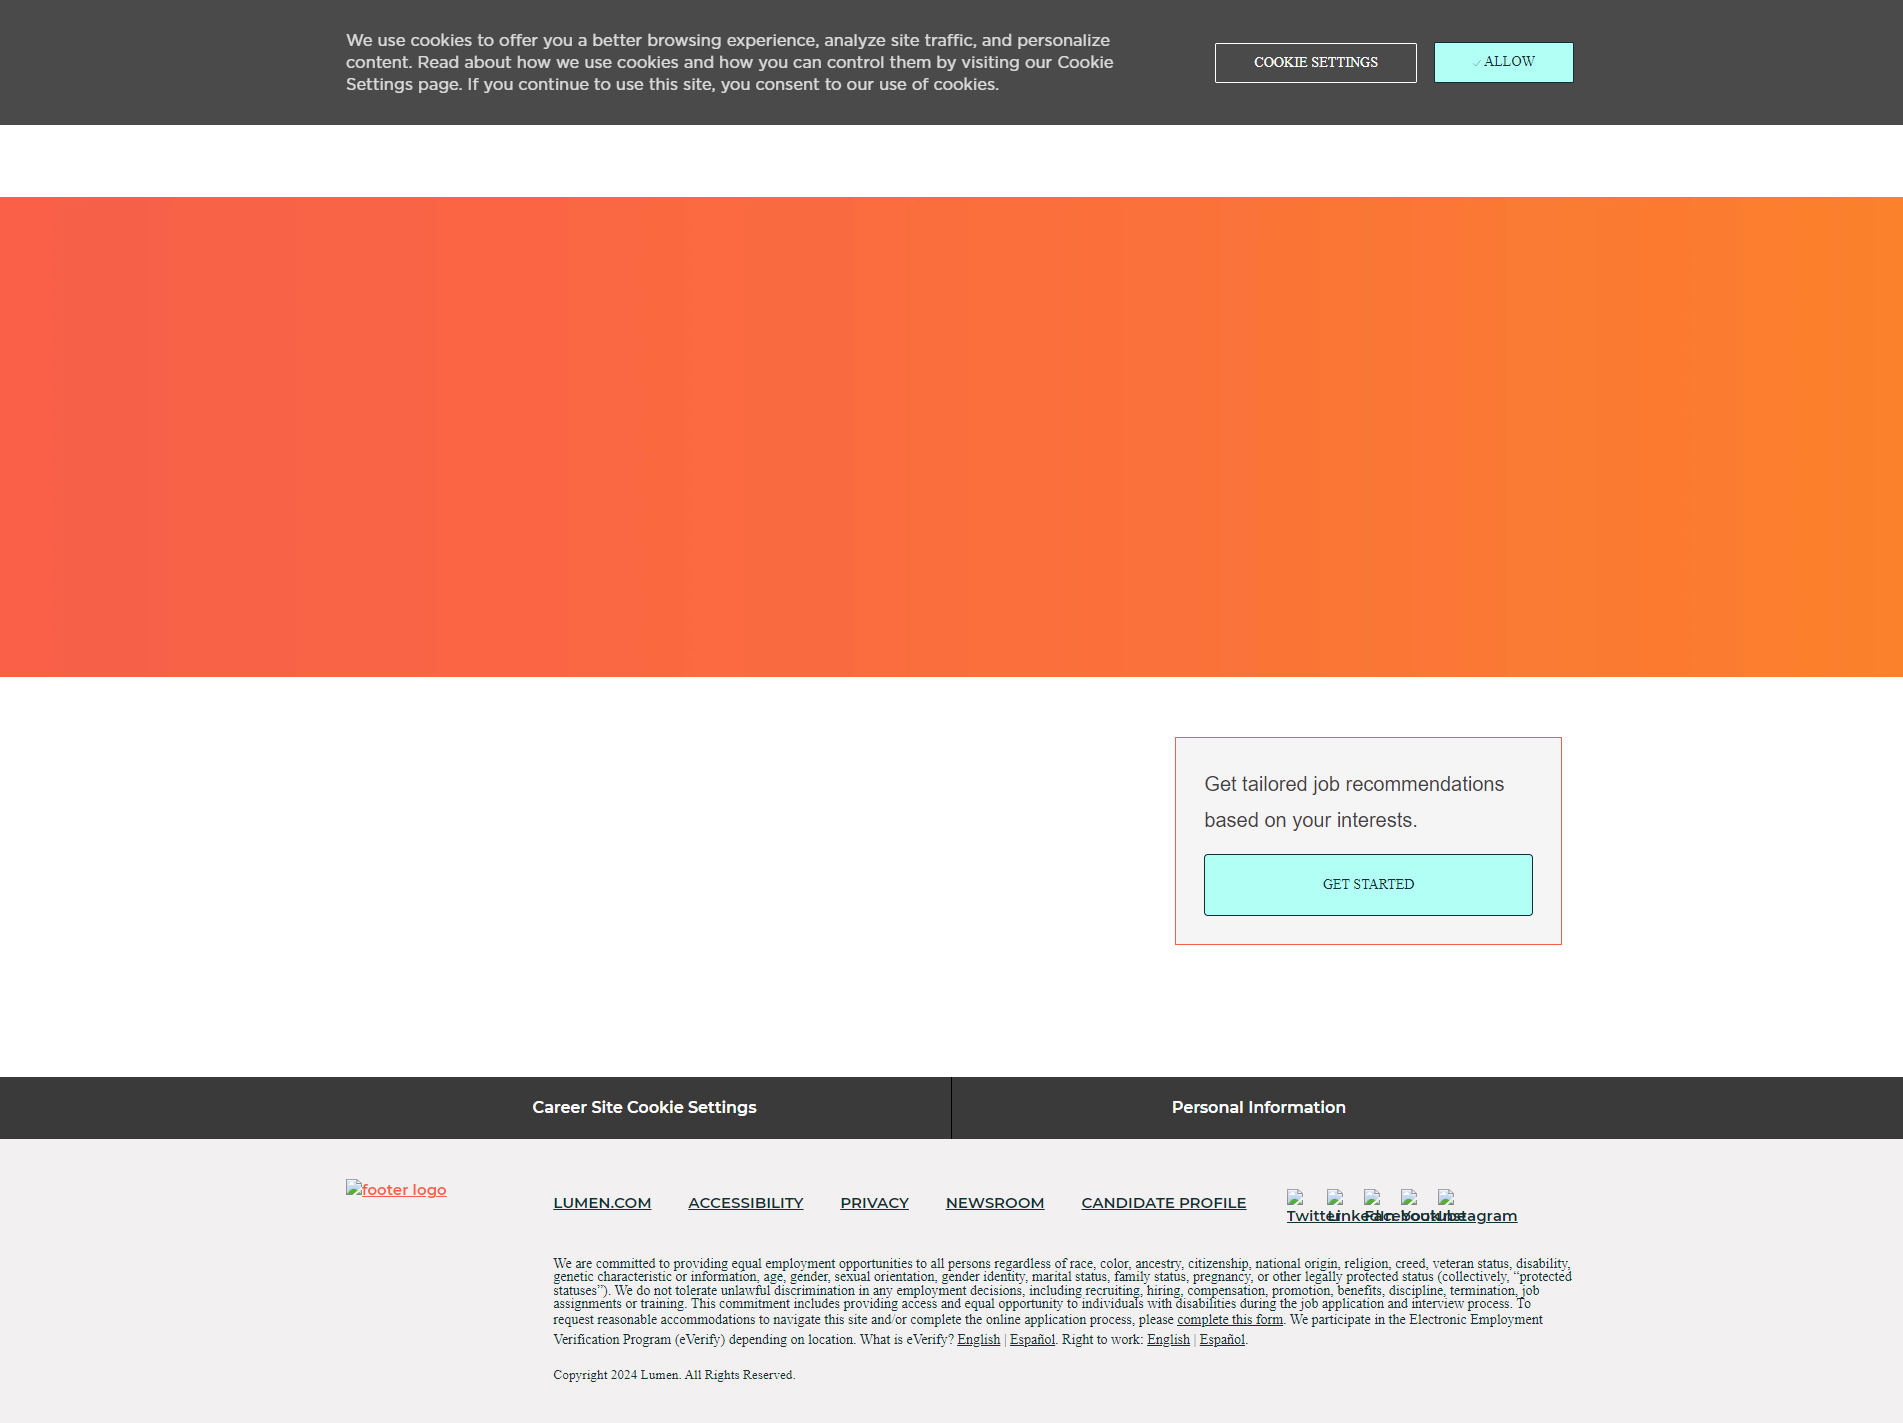 We use cookies to offer you a better browsing experience, analyze site traffic, and personalize
content. Read about how we use cookies and how you can control them by visiting our Cookie
Settings page. If you continue to use this site, you consent to our use of cookies.
COOKIE SETTINGS
ALLOW
Get tailored job recommendations
based on your interests.
GET STARTED
Career Site Cookie Settings
Personal Information
footer logo
LUMEN.COM
ACCESSIBILITY
PRIVACY
NEWSROOM
CANDIDATE PROFILE
Twitter
LinkedIn
Facebook
Youtube
Instagram
We are committed to providing equal employment opportunities to all persons regardless of race, color, ancestry, citizenship, national origin, religion, creed, veteran status, disability,
genetic characteristic or information, age, gender, sexual orientation, gender identity, marital status, family status, pregnancy, or other legally protected status (collectively, “protected
statuses”). We do not tolerate unlawful discrimination in any employment decisions, including recruiting, hiring, compensation, promotion, benefits, discipline, termination, job
assignments or training. This commitment includes providing access and equal opportunity to individuals with disabilities during the job application and interview process. To
request reasonable accommodations to navigate this site and/or complete the online application process, please complete this form. We participate in the Electronic Employment
Verification Program (eVerify) depending on location. What is eVerify? English | Español. Right to work: English | Español.
Copyright 2024 Lumen. All Rights Reserved.